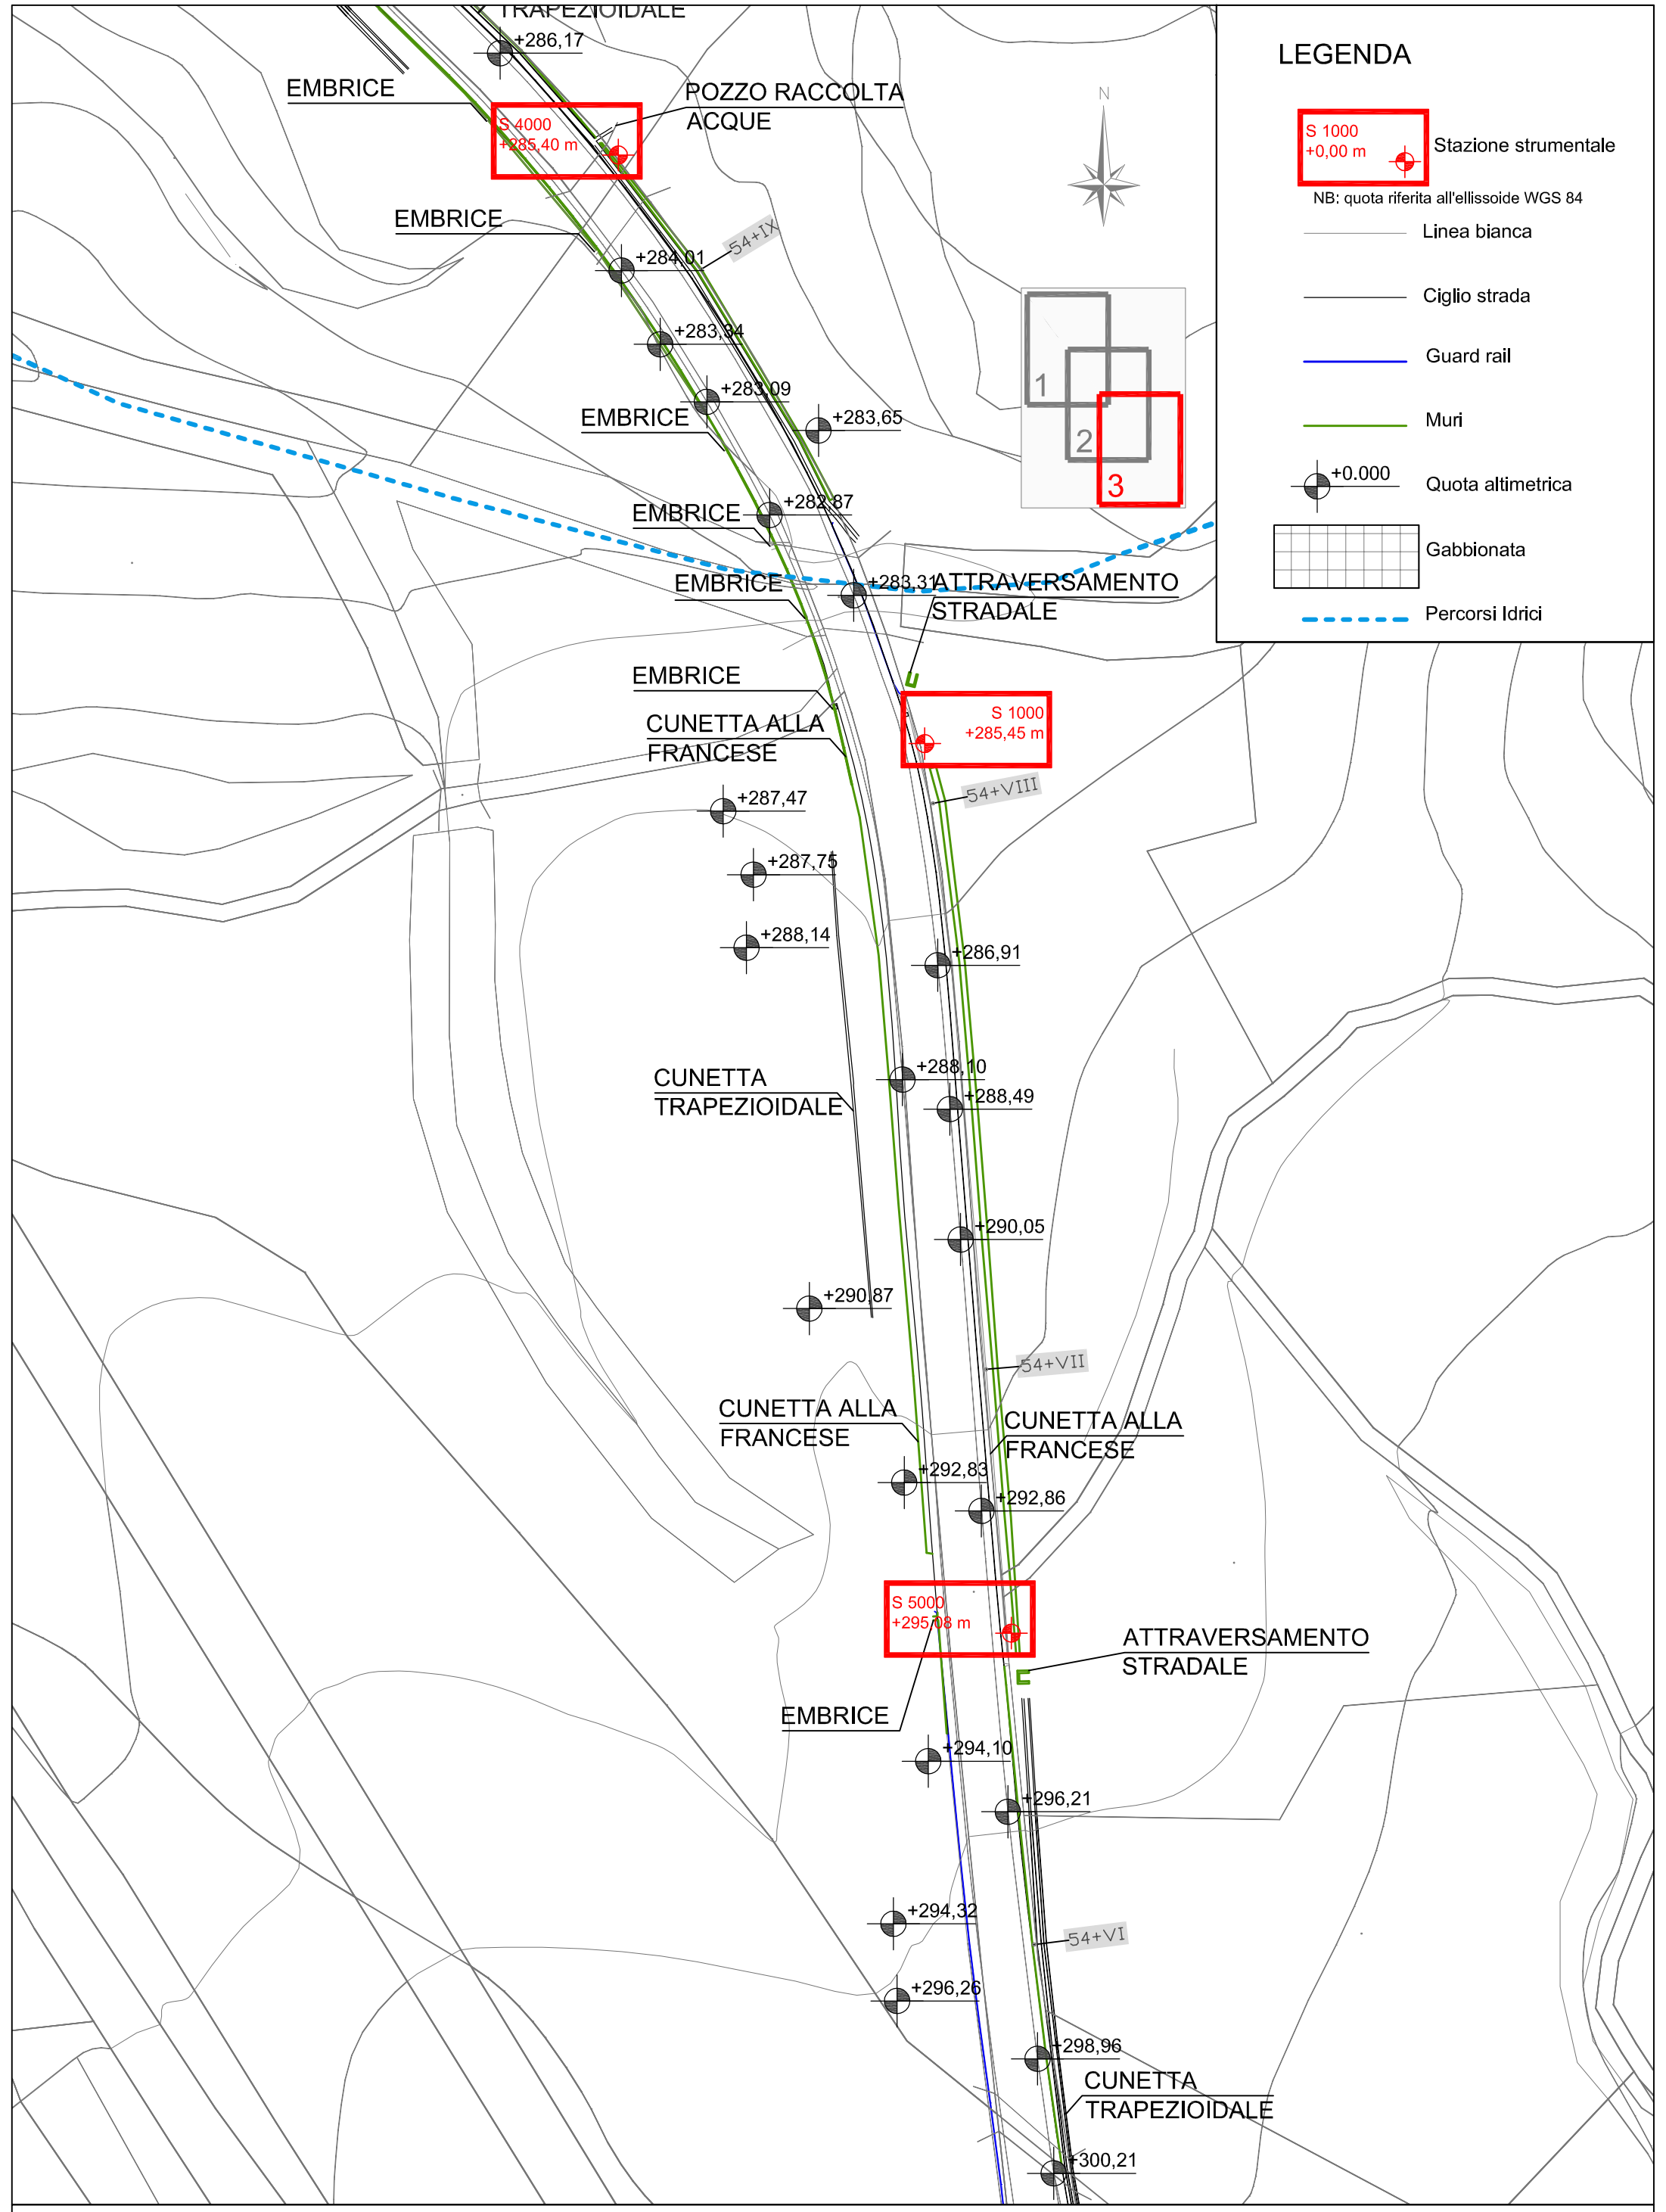 TRAPEZIOIDALE
+286,17
EMBRICE
POZZO RACCOLTA
ACQUE
S 4000
+285,40 m
EMBRICE
54+IX
+284,01
+283,34
+283,09
EMBRICE
+283,65
+282,87
EMBRICE
EMBRICE
+283,31
ATTRAVERSAMENTO
STRADALE
EMBRICE
S 1000
+285,45 m
CUNETTA ALLA
FRANCESE
54+VIII
+287,47
+287,75
+288,14
+286,91
+288,10
+288,49
CUNETTA
TRAPEZIOIDALE
+290,05
+290,87
54+VII
CUNETTA ALLA
FRANCESE
CUNETTA ALLA
FRANCESE
+292,83
+292,86
S 5000
+295,08 m
ATTRAVERSAMENTO
STRADALE
EMBRICE
+294,10
+296,21
+294,32
54+VI
+296,26
+298,96
CUNETTA
TRAPEZIOIDALE
+300,21
N
1
2
3
LEGENDA
S 1000
+0,00 m
Stazione strumentale
NB: quota riferita all'ellissoide WGS 84
Linea bianca
Ciglio strada
Guard rail
Muri
+0.000
Quota altimetrica
Gabbionata
Percorsi Idrici